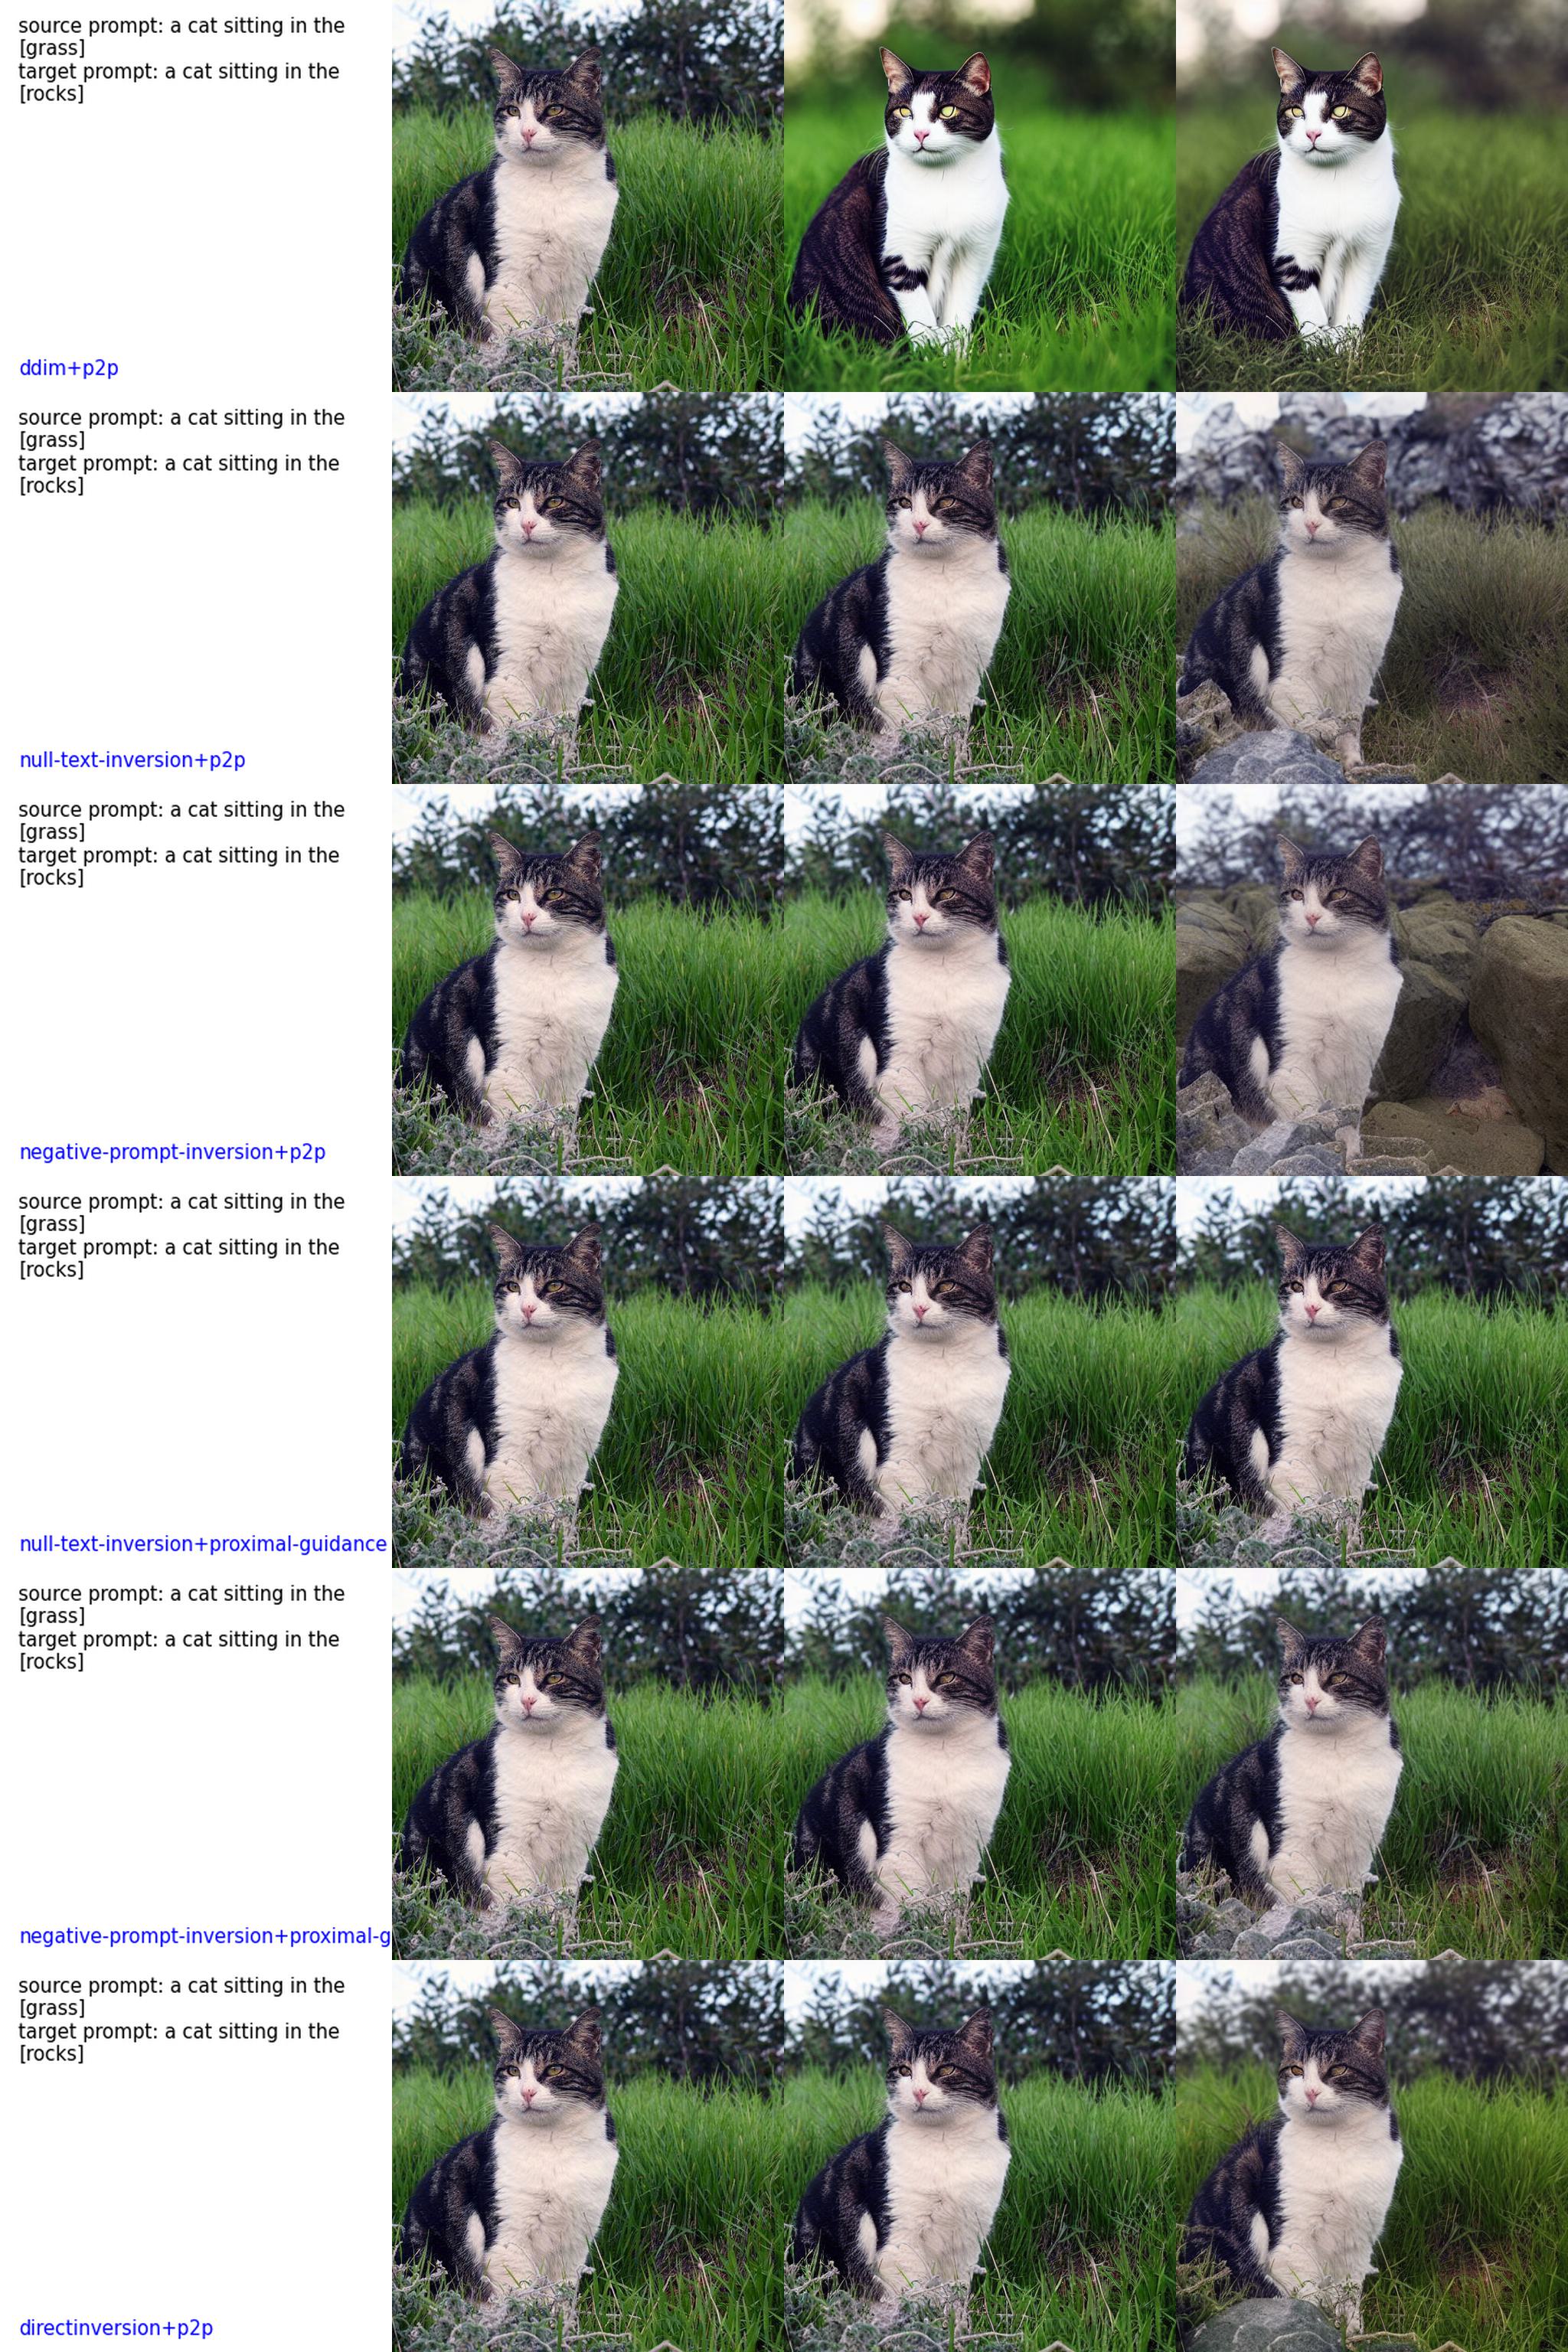 source prompt: a cat sitting in the
[grass]
target prompt: a cat sitting in the
[rocks]
ddim+p2p
source prompt: a cat sitting in the
[grass]
target prompt: a cat sitting in the
[rocks]
null-text-inversion+p2p
source prompt: a cat sitting in the
[grass]
target prompt: a cat sitting in the
[rocks]
negative-prompt-inversion+p2p
source prompt: a cat sitting in the
[grass]
target prompt: a cat sitting in the
[rocks]
null-text-inversion+proximal-guidance
source prompt: a cat sitting in the
[grass]
target prompt: a cat sitting in the
[rocks]
negative-prompt-inversion+proximal-g
source prompt: a cat sitting in the
[grass]
target prompt: a cat sitting in the
[rocks]
directinversion+p2p